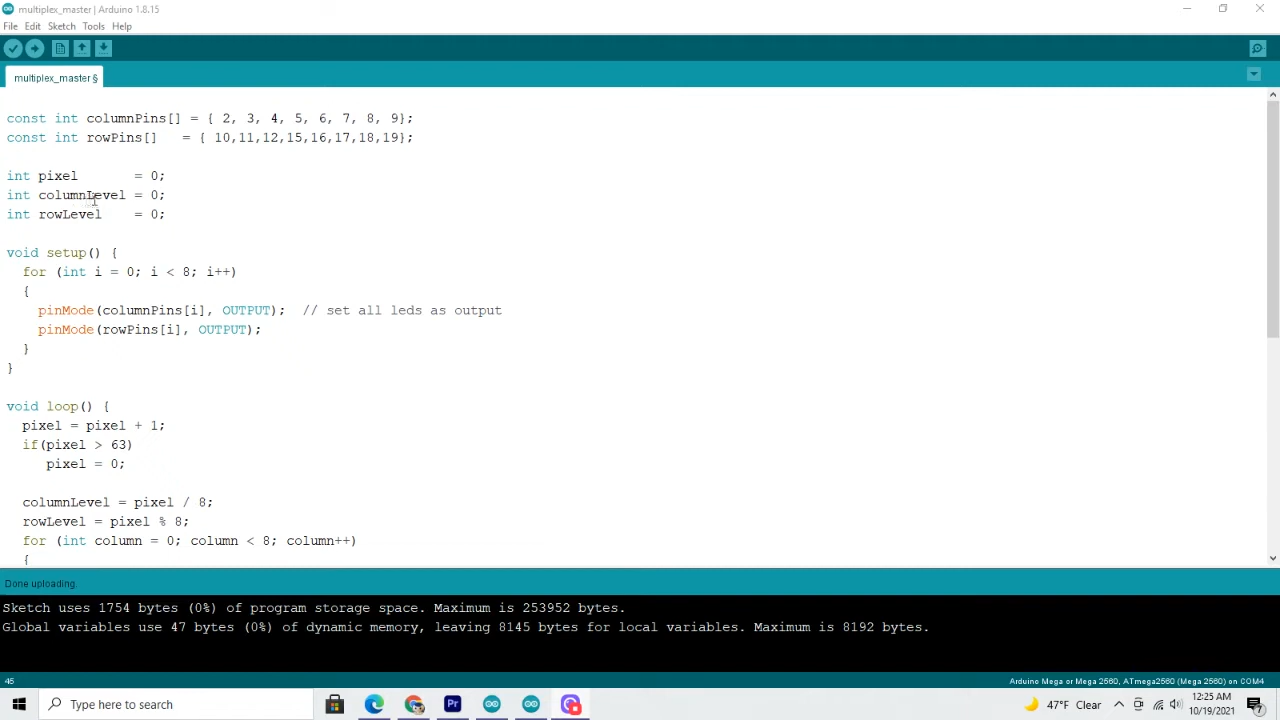 multiplex_master | Arduino 1.8.15
File Edit Sketch Tools Help
multiplex_master §
const int columnPins[] = { 2, 3, 4, 5, 6, 7, 8, 9};
const int rowPins[]   = { 10,11,12,15,16,17,18,19};
int pixel       = 0;
int columnLevel = 0;
int rowLevel    = 0;
void setup() {
  for (int i = 0; i < 8; i++)
  {
    pinMode(columnPins[i], OUTPUT);  // set all leds as output
    pinMode(rowPins[i], OUTPUT);
  }
}
void loop() {
  pixel = pixel + 1;
  if(pixel > 63)
     pixel = 0;
  columnLevel = pixel / 8;
  rowLevel = pixel % 8;
  for (int column = 0; column < 8; column++)
  {
Done uploading.
Sketch uses 1754 bytes (0%) of program storage space. Maximum is 253952 bytes.
Global variables use 47 bytes (0%) of dynamic memory, leaving 8145 bytes for local variables. Maximum is 8192 bytes.
45 Arduino Mega or Mega 2560, ATmega2560 (Mega 2560) on COM4
Type here to search
Pr
47°F Clear
12:25 AM
10/19/2021
7